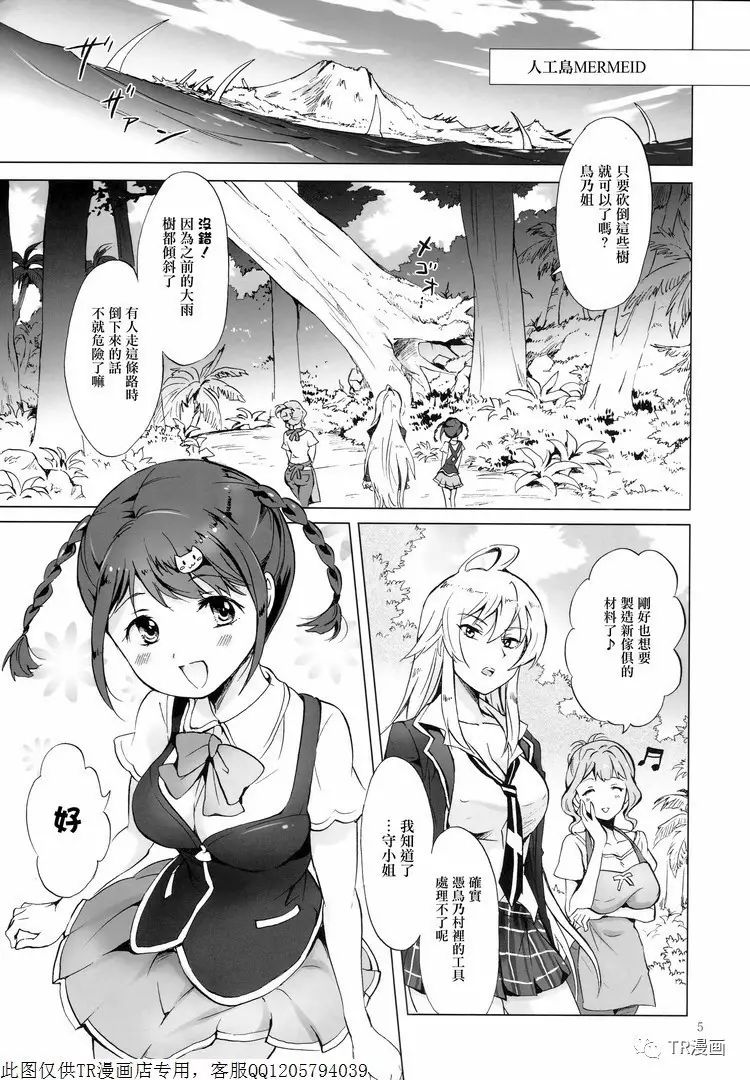 人工島MERMEID
ズズ
ザァン
只要砍倒這些樹
就可以了嗎？
鳥乃姐
メゴォ…
沒錯！
因為之前的大雨
樹都傾斜了
有人走這條路時
倒下來的話
不就危險了嘛
剛好也想要
製造新傢俱的
材料了♪
我知道了
…守小姐
確實
憑鳥乃村裡的工具
處理不了呢
好
5
TR漫画
此图仅供TR漫画店专用，客服QQ1205794039